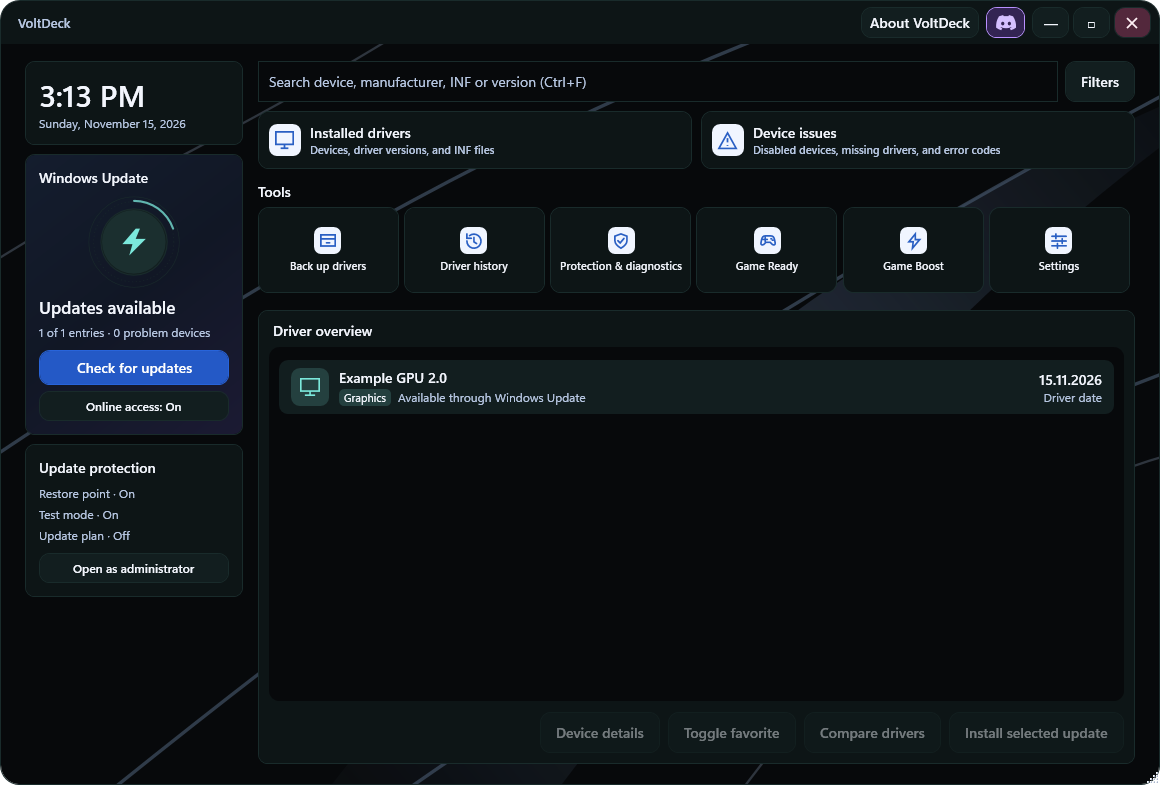 VoltDeck
About VoltDeck
3:13 PM
Sunday, November 15, 2026
Windows Update
Updates available
1 of 1 entries · 0 problem devices
Check for updates
Online access: On
Update protection
Restore point · On
Test mode · On
Update plan · Off
Open as administrator
Search device, manufacturer, INF or version (Ctrl+F)
Filters
Installed drivers
Devices, driver versions, and INF files
Device issues
Disabled devices, missing drivers, and error codes
Tools
Back up drivers
Driver history
Protection & diagnostics
Game Ready
Game Boost
Settings
Driver overview
Example GPU 2.0
Graphics
Available through Windows Update
15.11.2026
Driver date
Device details
Toggle favorite
Compare drivers
Install selected update